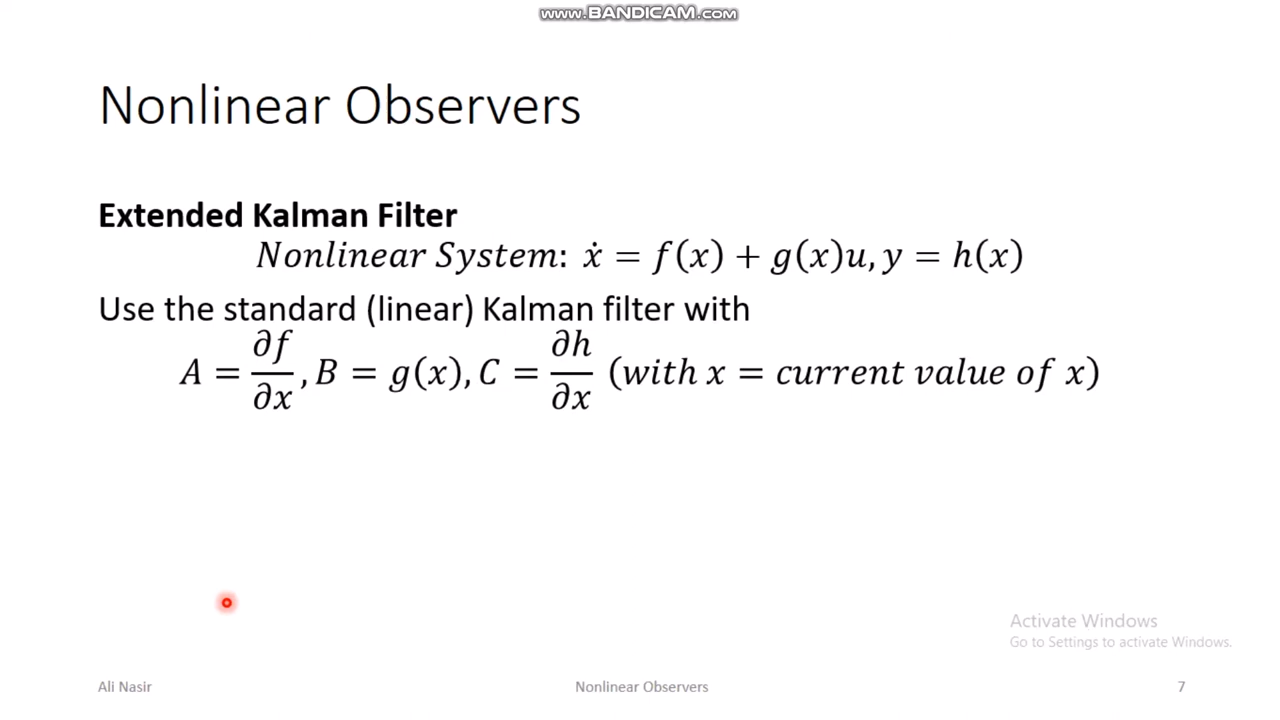 www.BANDICAM.com
Nonlinear Observers
Extended Kalman Filter
Nonlinear System: ẋ = f(x) + g(x)u, y = h(x)
Use the standard (linear) Kalman filter with
A = ∂f/∂x, B = g(x), C = ∂h/∂x (with x = current value of x)
Activate Windows
Go to Settings to activate Windows.
Ali Nasir
Nonlinear Observers
7